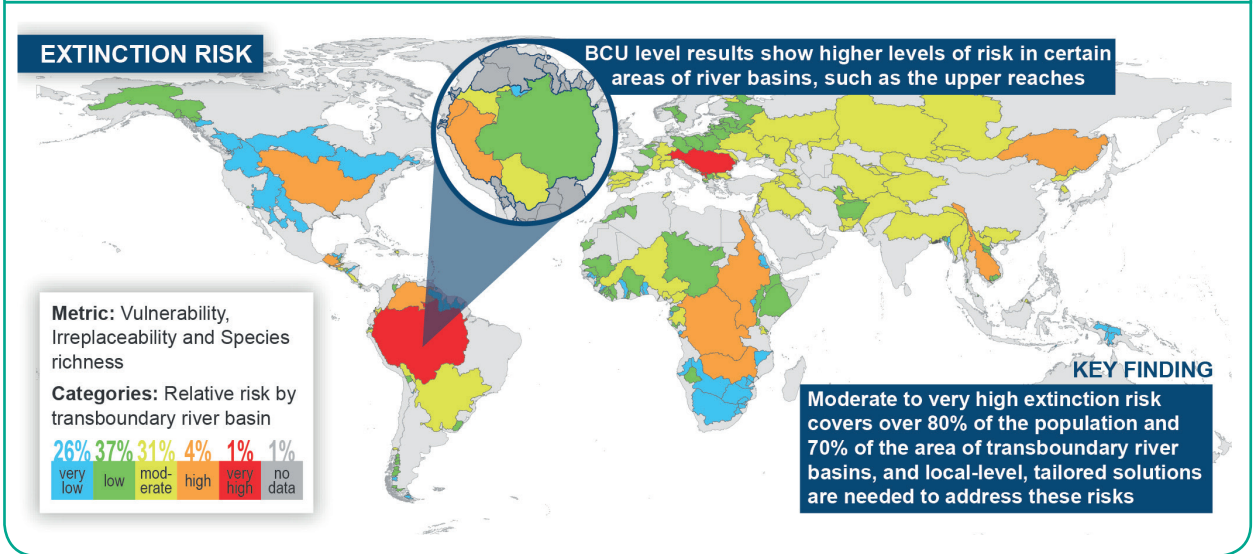 EXTINCTION RISK
BCU level results show higher levels of risk in certain
areas of river basins, such as the upper reaches
Metric: Vulnerability,
Irreplaceability and Species
richness
Categories: Relative risk by
transboundary river basin
26% 37% 31% 4% 1% 1%
very low
low
mod-erate
high
very high
no data
KEY FINDING
Moderate to very high extinction risk
covers over 80% of the population and
70% of the area of transboundary river
basins, and local-level, tailored solutions
are needed to address these risks